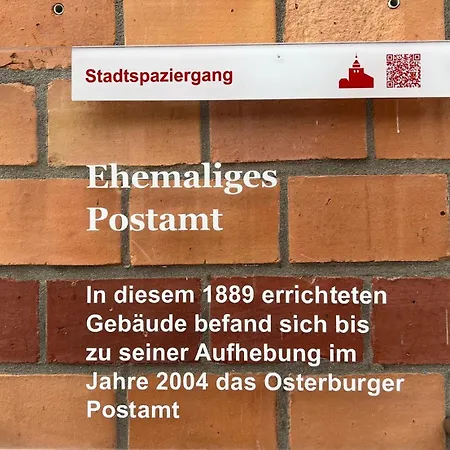 Stadtspaziergang
Ehemaliges
Postamt
In diesem 1889 errichteten
Gebäude befand sich bis
zu seiner Aufhebung im
Jahre 2004 das Osterburger
Postamt